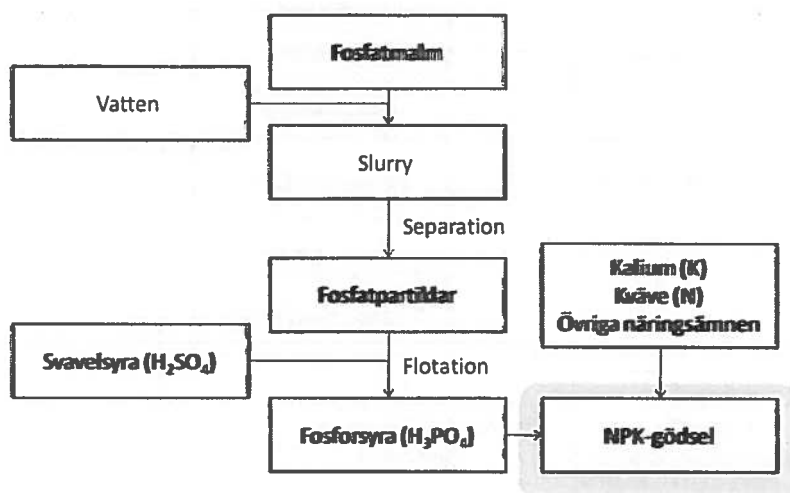 Fosfatmalm
Vatten
Slurry
Separation
Kalium (K)
Kväve (N)
Övriga näringsämnen
Fosfatpartiklar
Svavelsyra (H₂SO₄)
Flotation
Fosforsyra (H₃PO₄)
NPK-gödsel